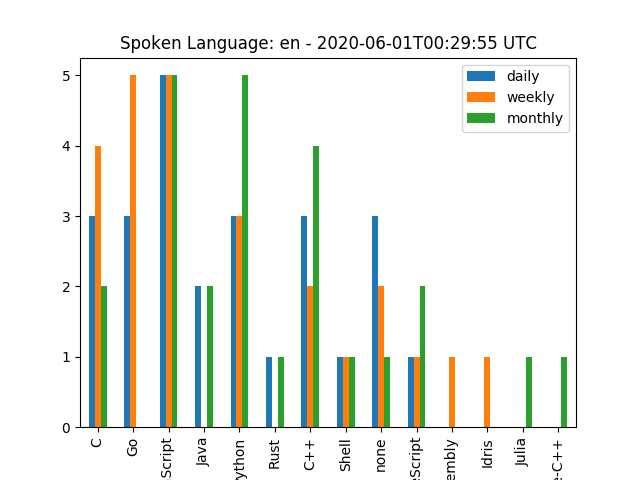 Spoken Language: en - 2020-06-01T00:29:55 UTC
daily
weekly
monthly
5
4
3
2
1
0
C
Go
Script
Java
ython
Rust
C++
Shell
none
Script
embly
Idris
Julia
e-C++